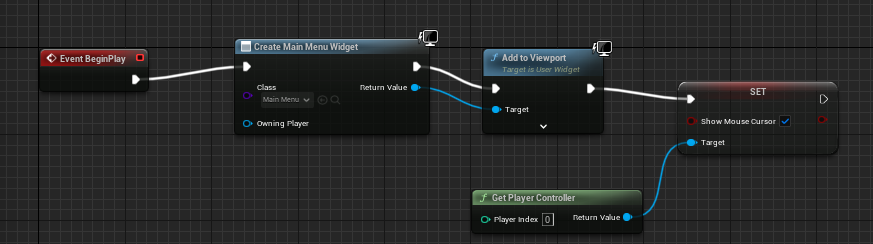 Event BeginPlay
Create Main Menu Widget
Class
Main Menu
Return Value
Owning Player
f Add to Viewport
Target is User Widget
Target
SET
Show Mouse Cursor
Target
f Get Player Controller
Player Index 0
Return Value